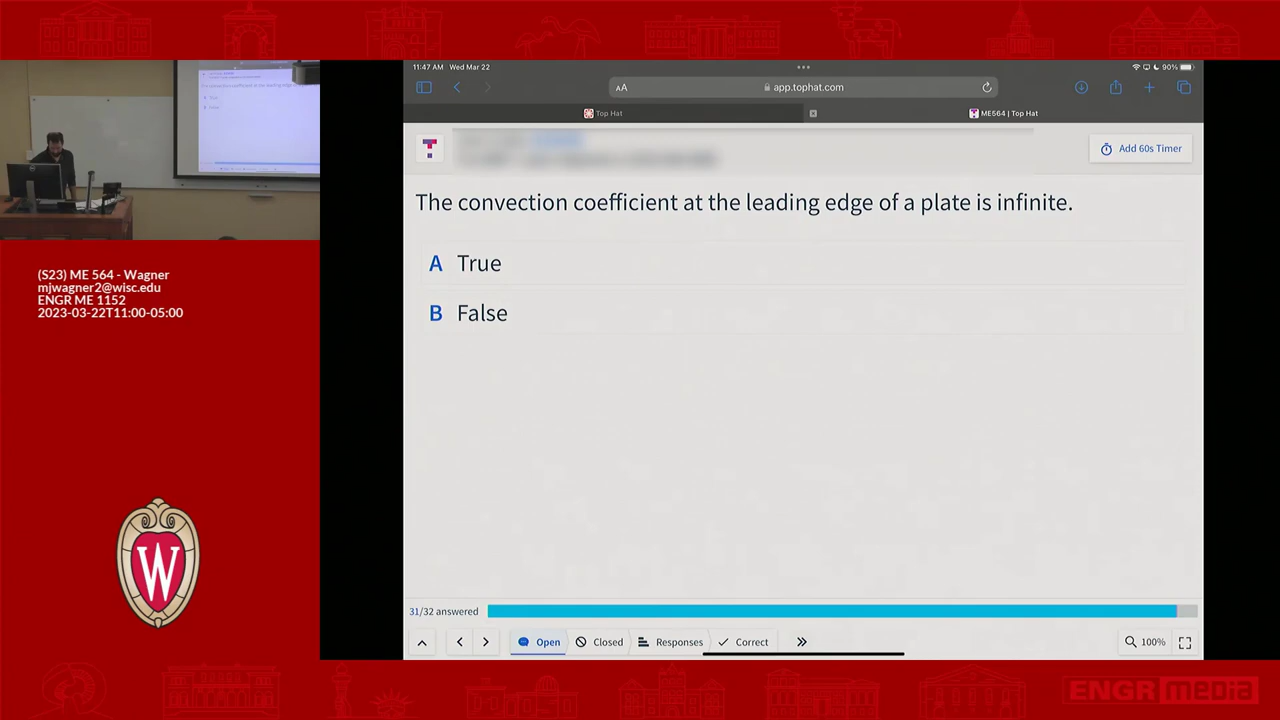 11:47 AM Wed Mar 22
90%
AA
app.tophat.com
Top Hat
ME564 | Top Hat
Add 60s Timer
The convection coefficient at the leading edge of a plate is infinite.
A True
B False
(S23) ME 564 - Wagner
mjwagner2@wisc.edu
ENGR ME 1152
2023-03-22T11:00-05:00
W
31/32 answered
Open
Closed
Responses
Correct
100%
ENGR media